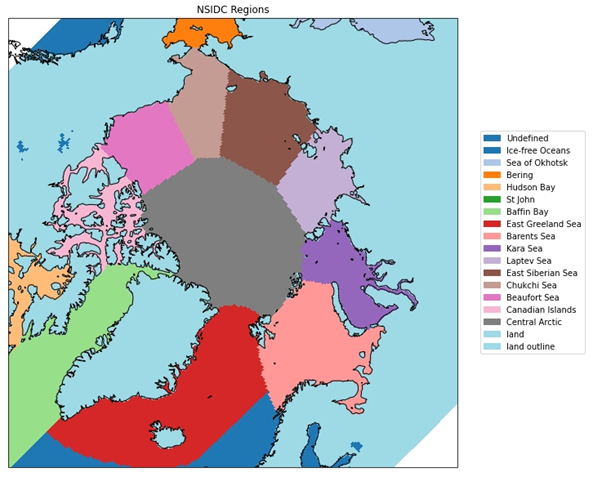 NSIDC Regions
Undefined
Ice-free Oceans
Sea of Okhotsk
Bering
Hudson Bay
St John
Baffin Bay
East Greeland Sea
Barents Sea
Kara Sea
Laptev Sea
East Siberian Sea
Chukchi Sea
Beaufort Sea
Canadian Islands
Central Arctic
land
land outline